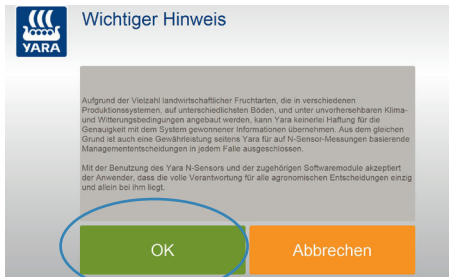 YARA
Wichtiger Hinweis
Aufgrund der Vielzahl landwirtschaftlicher Fruchtarten, die in verschiedenen
Produktionssystemen, auf unterschiedlichsten Böden, und unter unvorhersehbaren Klima-
und Witterungsbedingungen angebaut werden, kann Yara keinerlei Haftung für die
Genauigkeit mit dem System gewonnener Informationen übernehmen. Aus dem gleichen
Grund ist auch eine Gewährleistung seitens Yara für auf N-Sensor-Messungen basierende
Managemententscheidungen in jedem Falle ausgeschlossen.
Mit der Benutzung des Yara N-Sensors und der zugehörigen Softwaremodule akzeptiert
der Anwender, dass die volle Verantwortung für alle agronomischen Entscheidungen einzig
und allein bei ihm liegt.
OK
Abbrechen